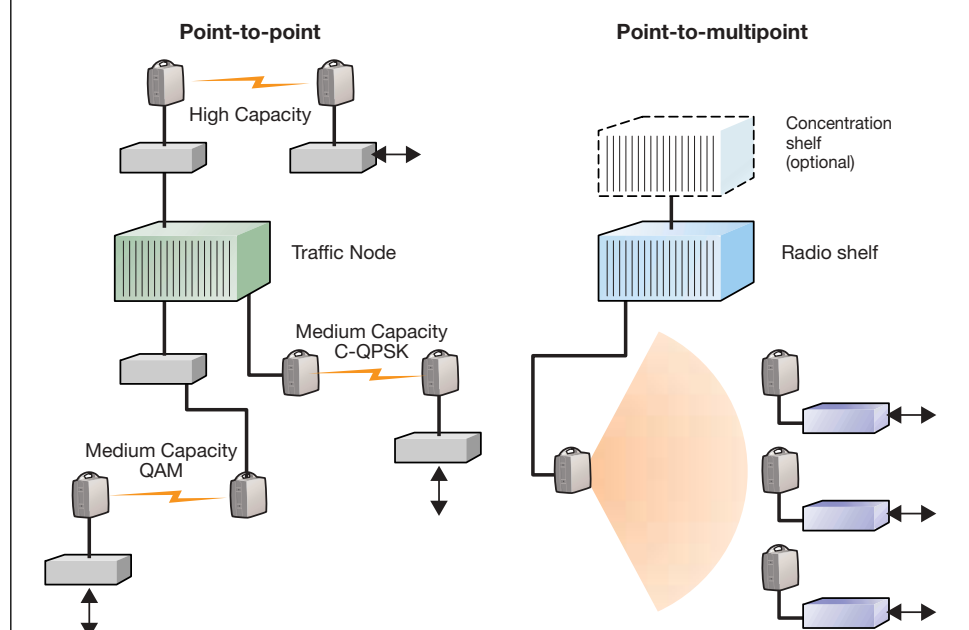 Point-to-point
High Capacity
Traffic Node
Medium Capacity
C-QPSK
Medium Capacity
QAM
Point-to-multipoint
Concentration
shelf
(optional)
Radio shelf